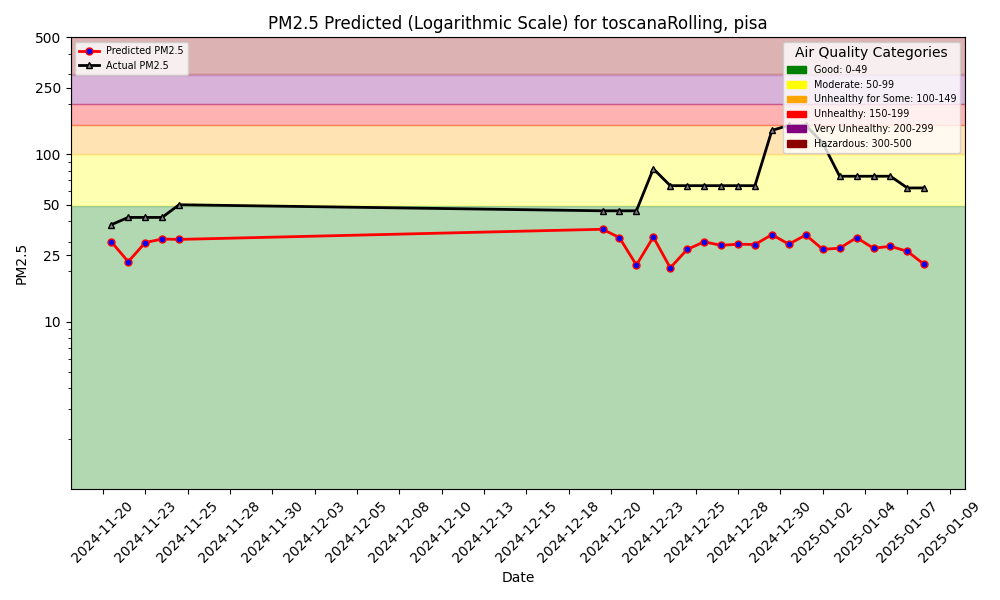 PM2.5 Predicted (Logarithmic Scale) for toscanaRolling, pisa
Predicted PM2.5
Actual PM2.5
Air Quality Categories
Good: 0-49
Moderate: 50-99
Unhealthy for Some: 100-149
Unhealthy: 150-199
Very Unhealthy: 200-299
Hazardous: 300-500
500
250
100
50
25
10
PM2.5
2024-11-20
2024-11-23
2024-11-25
2024-11-28
2024-11-30
2024-12-03
2024-12-05
2024-12-08
2024-12-10
2024-12-13
2024-12-15
2024-12-18
2024-12-20
2024-12-23
2024-12-25
2024-12-28
2024-12-30
2025-01-02
2025-01-04
2025-01-07
2025-01-09
Date